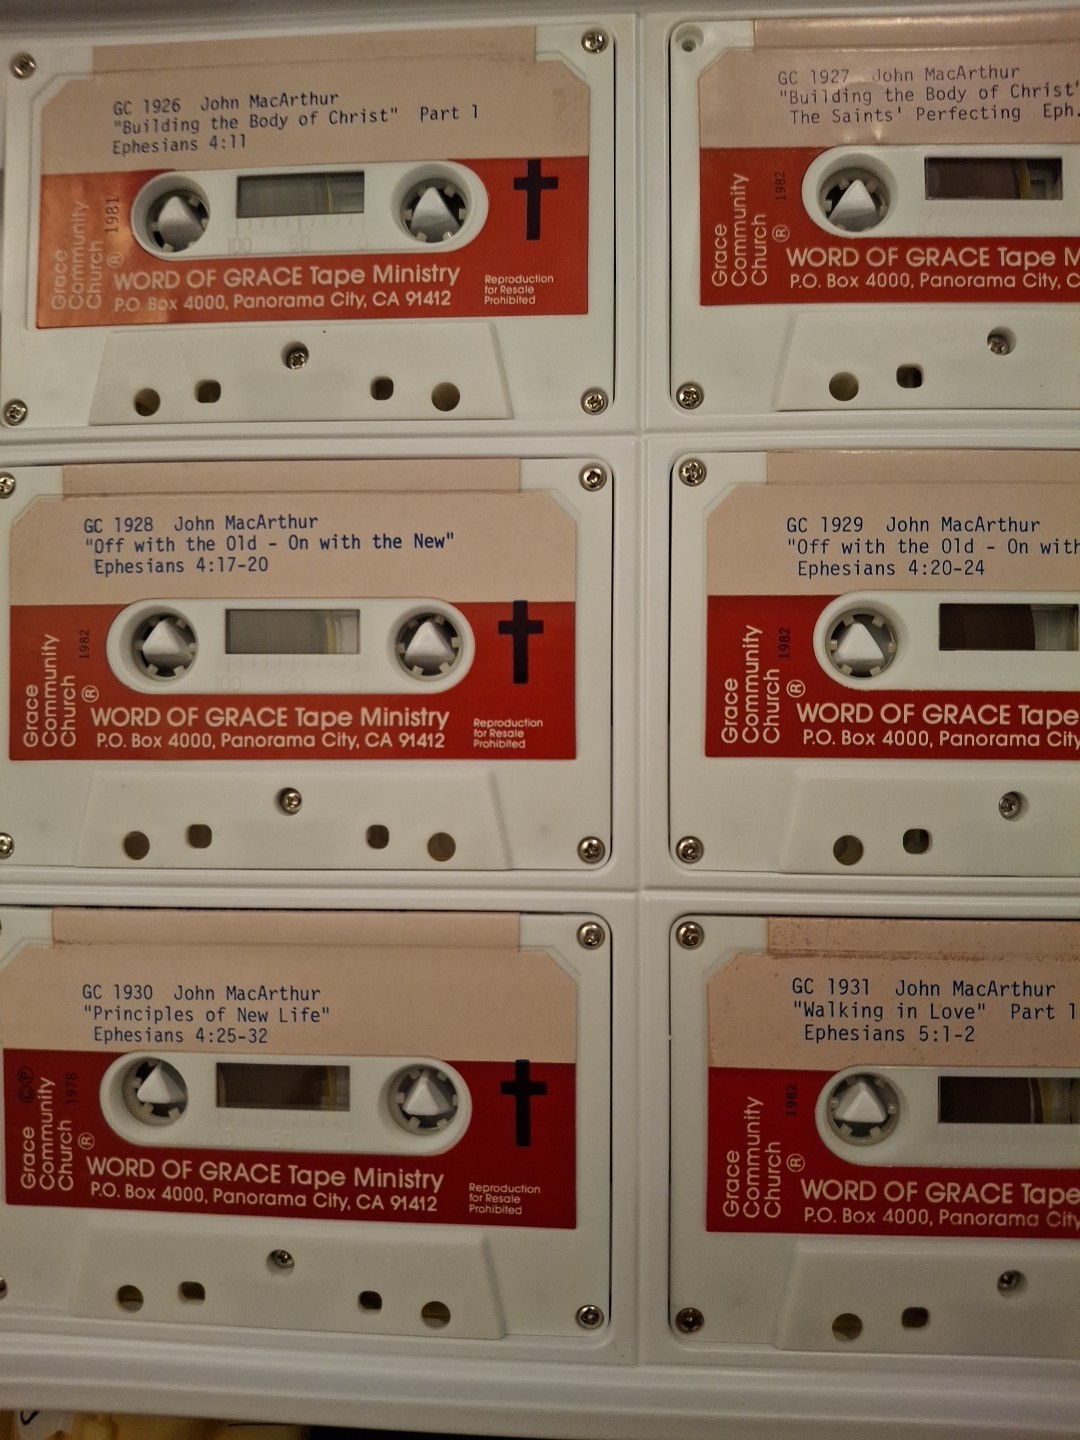 GC 1926 John MacArthur
"Building the Body of Christ" Part 1
Ephesians 4:11
Grace
Community
Church ®
1981
WORD OF GRACE Tape Ministry
P.O. Box 4000, Panorama City, CA 91412
Reproduction
for Resale
Prohibited
100 50 0
GC 1927 John MacArthur
"Building the Body of Christ"
The Saints' Perfecting Eph.
Grace
Community
Church ®
1982
WORD OF GRACE Tape M
P.O. Box 4000, Panorama City, C
GC 1928 John MacArthur
"Off with the Old - On with the New"
Ephesians 4:17-20
Grace
Community
Church ®
1982
WORD OF GRACE Tape Ministry
P.O. Box 4000, Panorama City, CA 91412
Reproduction
for Resale
Prohibited
100 50
GC 1929 John MacArthur
"Off with the Old - On with
Ephesians 4:20-24
Grace
Community
Church ®
1982
WORD OF GRACE Tape
P.O. Box 4000, Panorama City
GC 1930 John MacArthur
"Principles of New Life"
Ephesians 4:25-32
Grace ©℗
Community
Church ®
1978
WORD OF GRACE Tape Ministry
P.O. Box 4000, Panorama City, CA 91412
Reproduction
for Resale
Prohibited
GC 1931 John MacArthur
"Walking in Love" Part 1
Ephesians 5:1-2
Grace
Community
Church ®
1982
WORD OF GRACE Tape
P.O. Box 4000, Panorama City